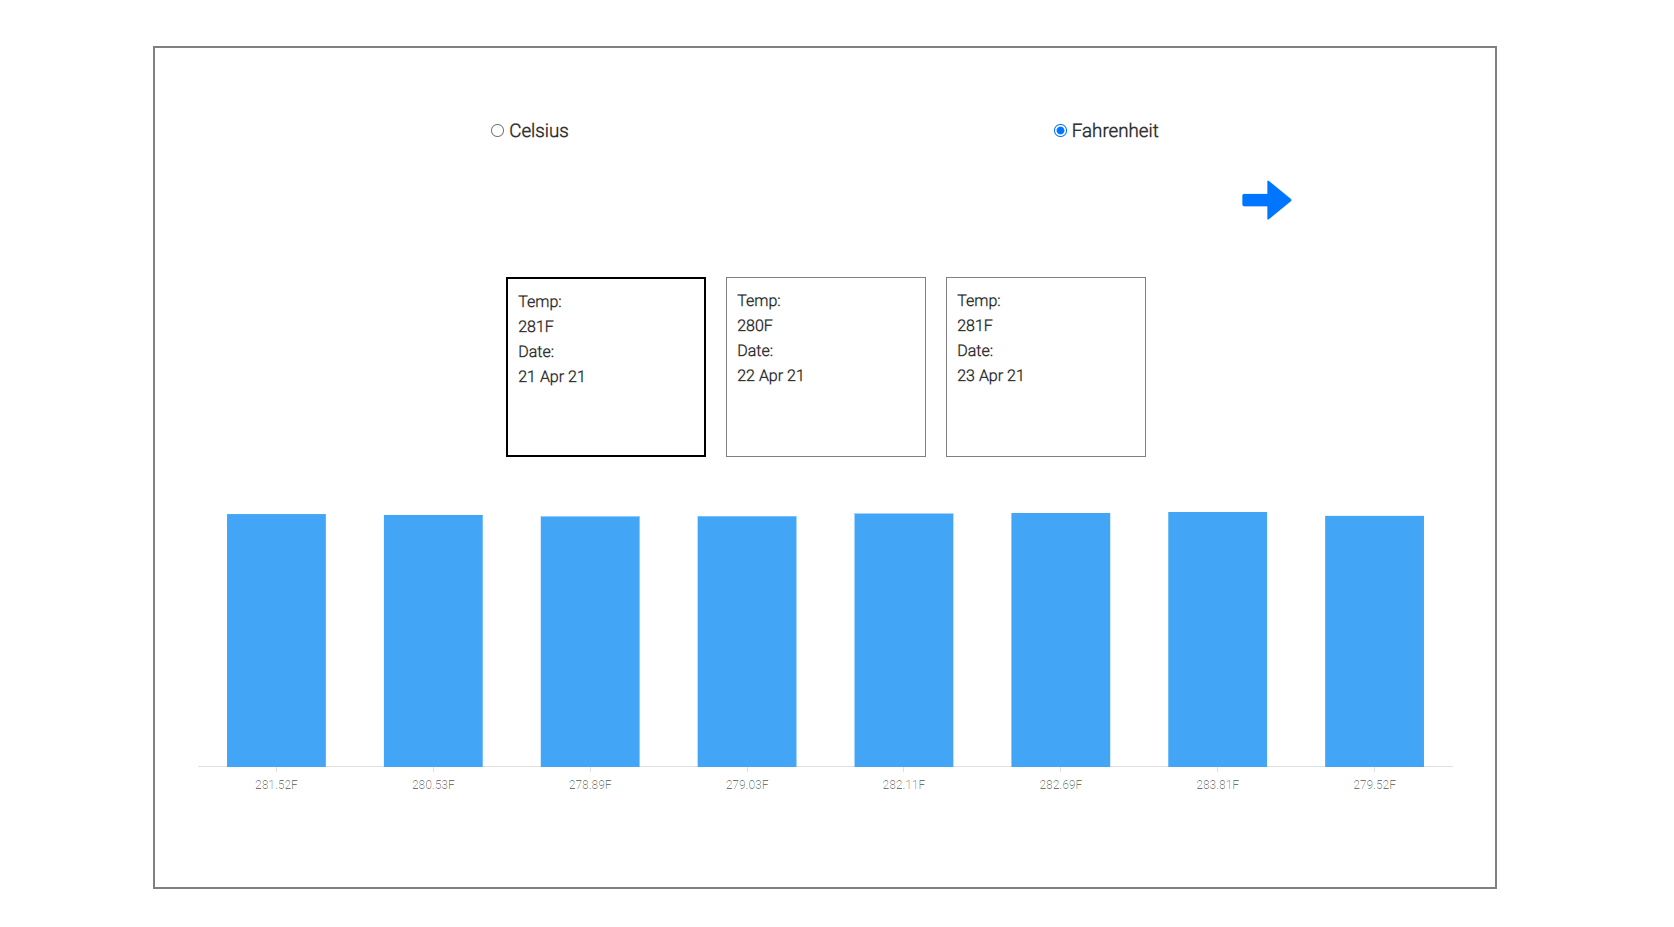 Celsius
Fahrenheit
Temp:
281F
Date:
21 Apr 21
Temp:
280F
Date:
22 Apr 21
Temp:
281F
Date:
23 Apr 21
281.52F
280.53F
278.89F
279.03F
282.11F
282.69F
283.81F
279.52F